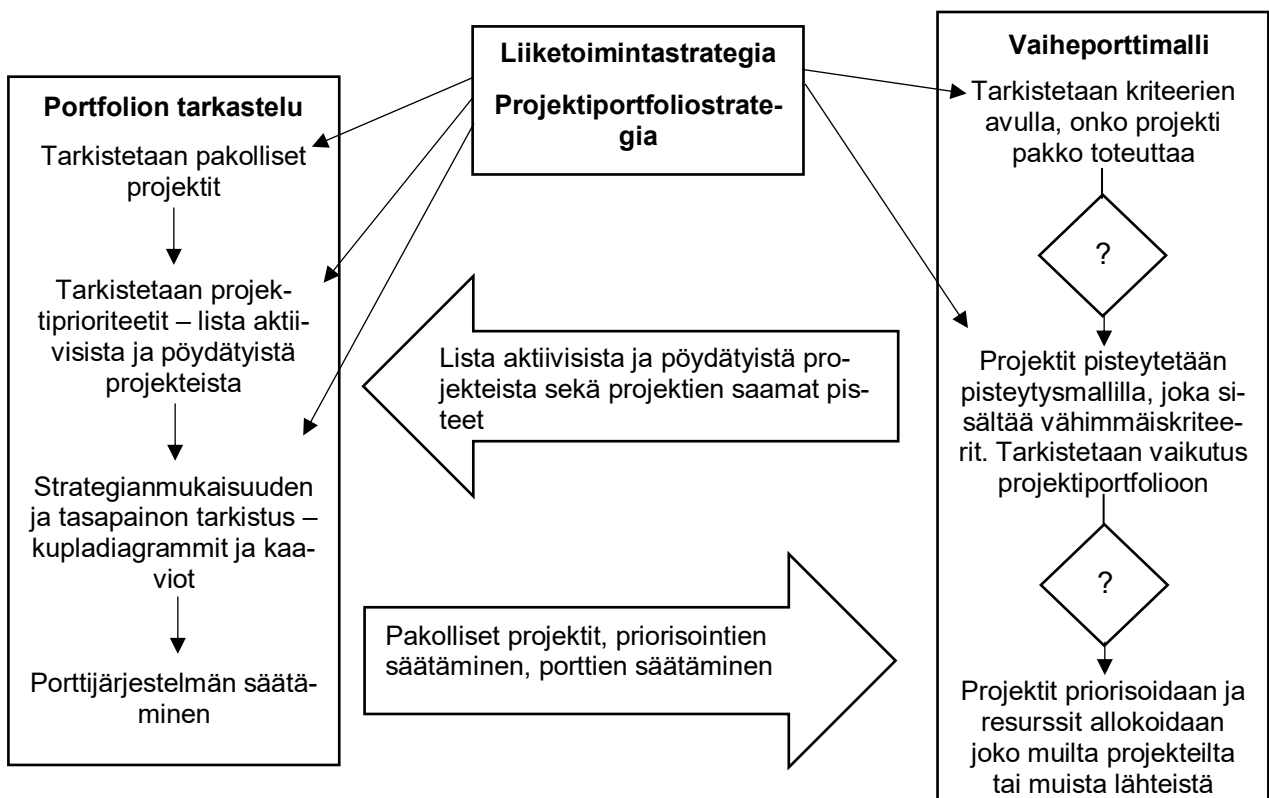 Portfolion tarkastelu
Tarkistetaan pakolliset
projektit
Tarkistetaan projek-
tiprioriteetit – lista aktii-
visista ja pöydätyistä
projekteista
Strategianmukaisuuden
ja tasapainon tarkistus –
kupladiagrammit ja kaa-
viot
Porttijärjestelmän säätä-
minen
Liiketoimintastrategia
Projektiportfoliostrate-
gia
Lista aktiivisista ja pöydätyistä pro-
jekteista sekä projektien saamat pis-
teet
Pakolliset projektit, priorisointien
säätäminen, porttien säätäminen
Vaiheporttimalli
Tarkistetaan kriteerien
avulla, onko projekti
pakko toteuttaa
?
Projektit pisteytetään
pisteytysmallilla, joka si-
sältää vähimmäiskritee-
rit. Tarkistetaan vaikutus
projektiportfolioon
?
Projektit priorisoidaan ja
resurssit allokoidaan
joko muilta projekteilta
tai muista lähteistä